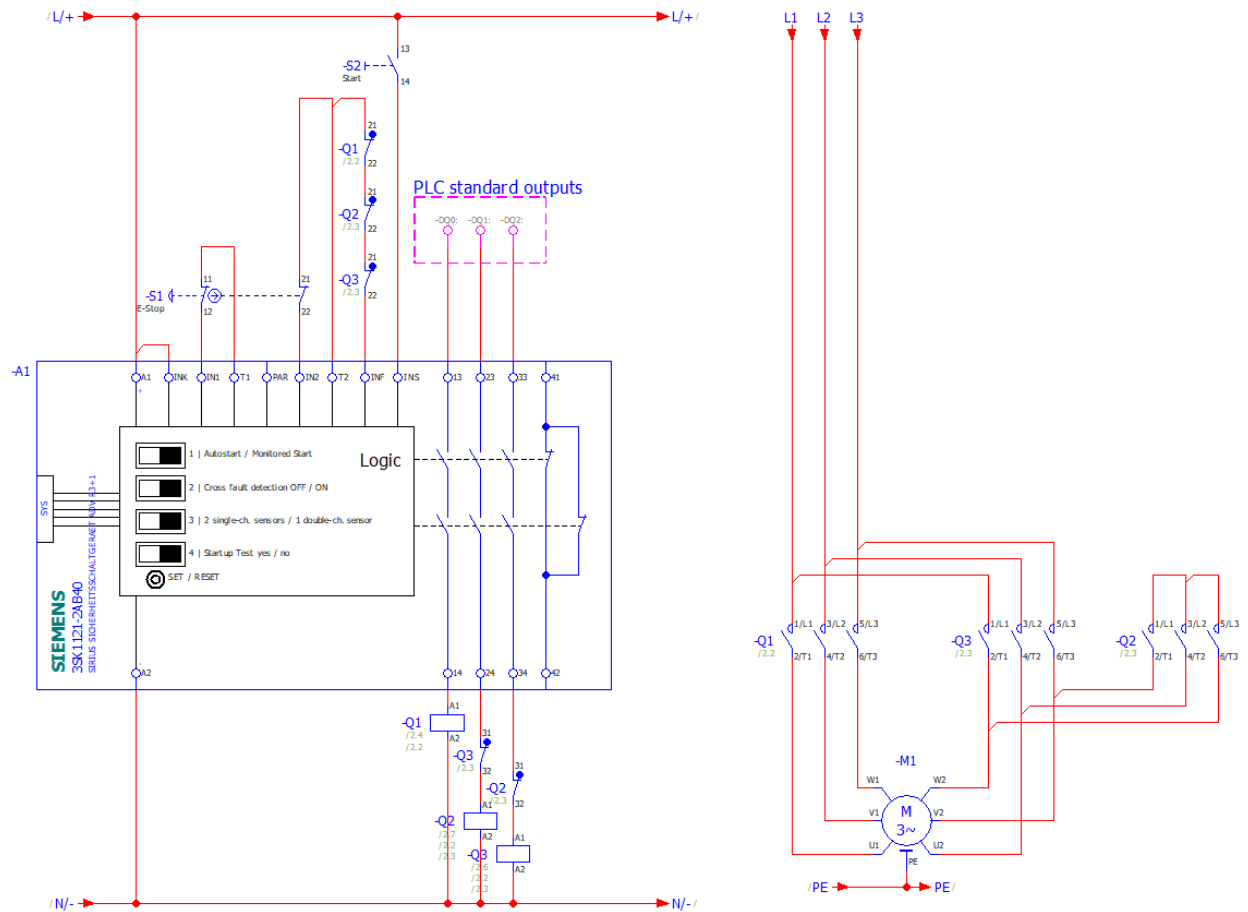 L/+
L/+
L1
L2
L3
13
-S2
Start
14
21
-Q1
/2.2
22
21
-Q2
/2.3
22
21
-Q3
/2.3
22
PLC standard outputs
-DQ0:
-DQ1:
-DQ2:
11
21
-S1
E-Stop
12
22
-A1
A1
INK
IN1
T1
PAR
IN2
T2
INF
INS
13
23
33
41
+
1 | Autostart / Monitored Start
Logic
2 | Cross fault detection OFF / ON
3 | 2 single-ch. sensors / 1 double-ch. sensor
4 | Startup Test yes / no
SET / RESET
SYS
SIEMENS
3SK1121-2AB40
SIRIUS SICHERHEITSSCHALTGERAET ADV R3+1
-
A2
14
24
34
42
-Q1
/2.4
/2.2
A1
A2
-Q3
/2.3
31
32
-Q2
/2.3
31
32
-Q2
/2.7
/2.2
/2.3
A1
A2
-Q3
/2.6
/2.2
/2.3
A1
A2
N/-
N/-
-Q1
/2.2
1/L1
3/L2
5/L3
2/T1
4/T2
6/T3
-Q3
/2.3
1/L1
3/L2
5/L3
2/T1
4/T2
6/T3
-Q2
/2.3
1/L1
3/L2
5/L3
2/T1
4/T2
6/T3
-M1
W1
W2
V1
M
V2
3~
U1
U2
PE
/PE
PE/